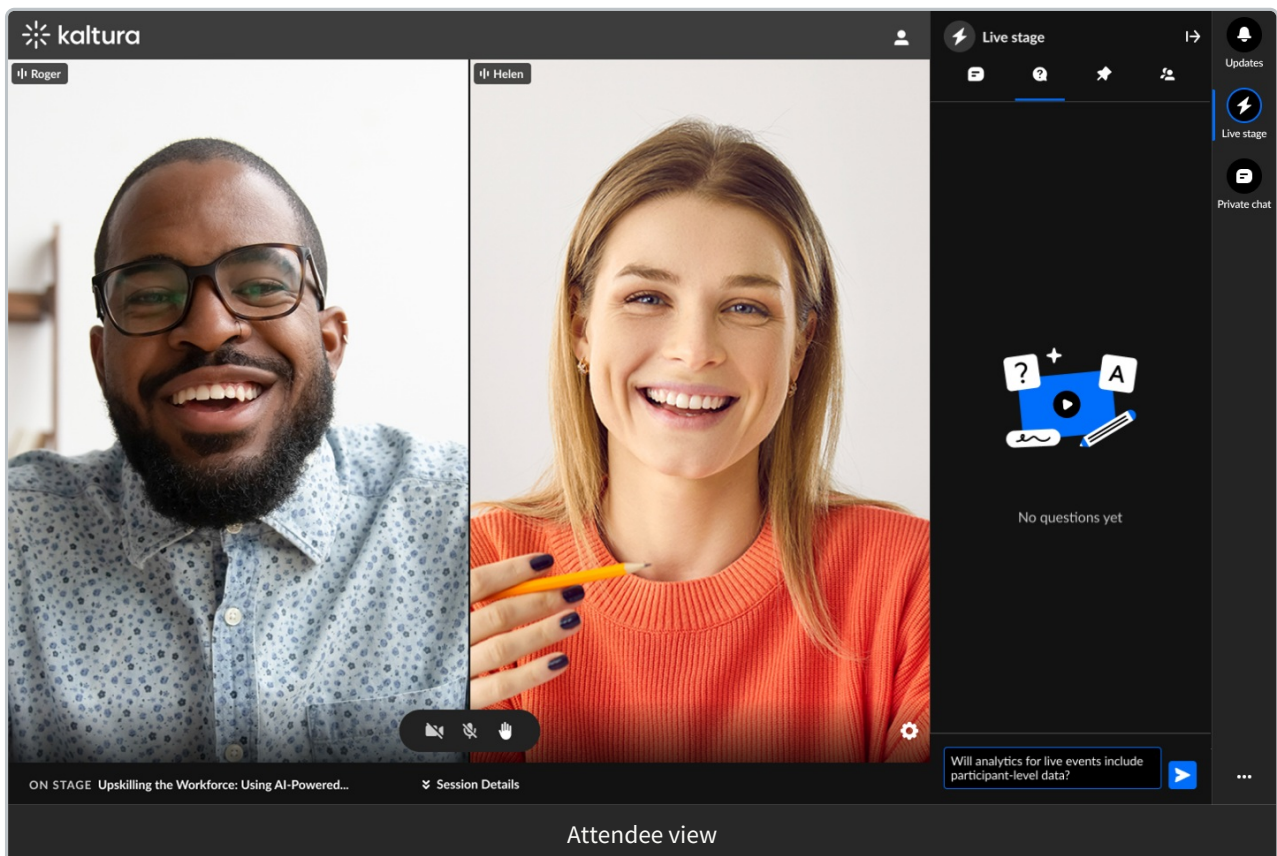 kaltura
Roger
Helen
Live stage
Updates
Live stage
Private chat
?
A
No questions yet
Will analytics for live events include
participant-level data?
ON STAGE Upskilling the Workforce: Using AI-Powered...
Session Details
Attendee view